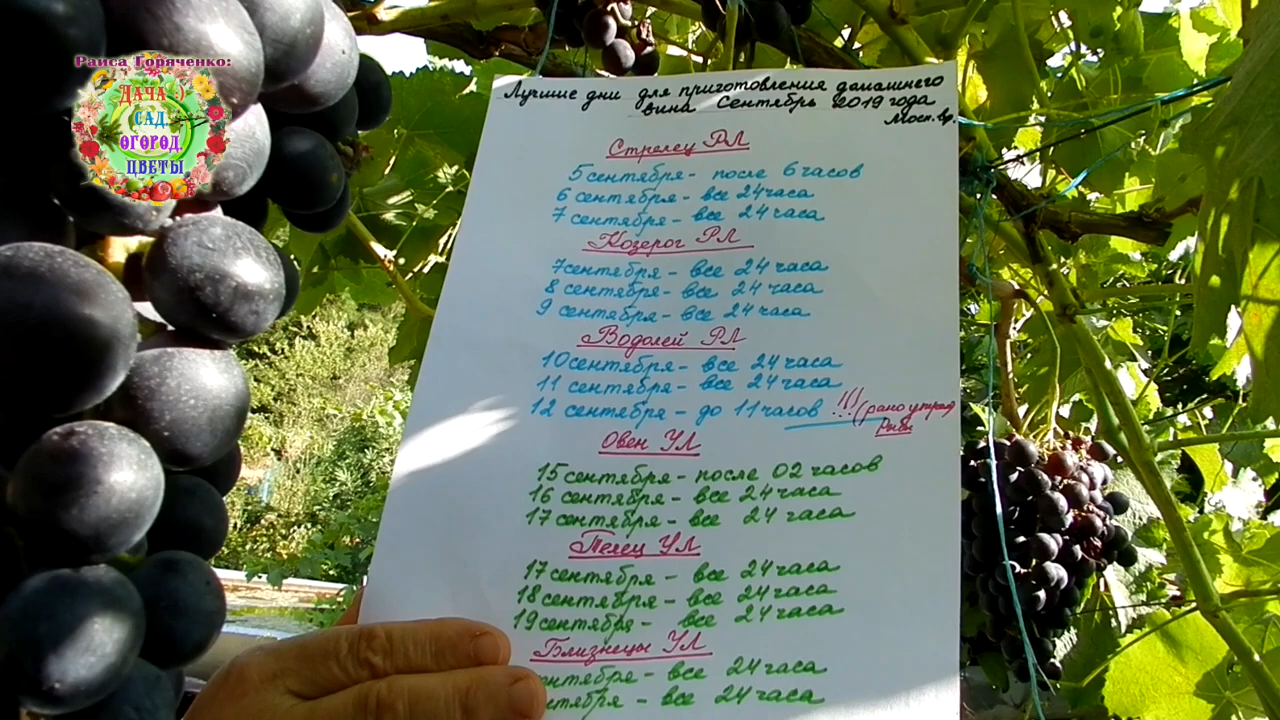 Раиса Горяченко:
ДАЧА
САД,
ОГОРОД,
ЦВЕТЫ
Лучшие дни для приготовления домашнего
вина Сентябрь 2019 года
Моск. вр.
Стрелец РЛ
5 сентября - после 6 часов
6 сентября - все 24 часа
7 сентября - все 24 часа
Козерог РЛ
7 сентября - все 24 часа
8 сентября - все 24 часа
9 сентября - все 24 часа
Водолей РЛ
10 сентября - все 24 часа
11 сентября - все 24 часа
12 сентября - до 11 часов !!! (рано утром)
Рыбы
Овен УЛ
15 сентября - после 02 часов
16 сентября - все 24 часа
17 сентября - все 24 часа
Телец УЛ
17 сентября - все 24 часа
18 сентября - все 24 часа
19 сентября - все 24 часа
Близнецы УЛ
ентября - все 24 часа
нтября - все 24 часа